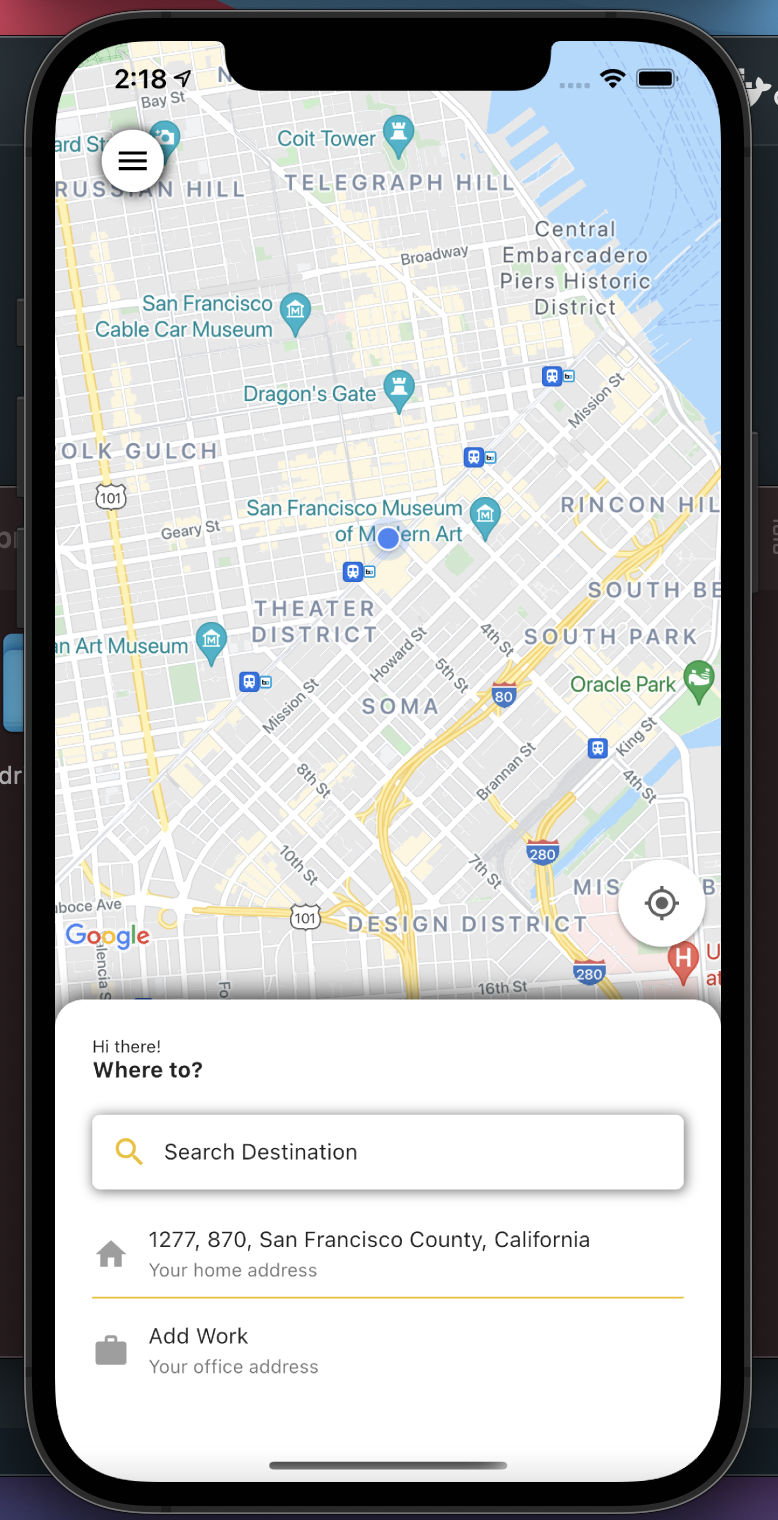 2:18
Bay St
Coit Tower
RUSSIAN HILL
TELEGRAPH HILL
Broadway
Central
Embarcadero
Piers Historic
District
San Francisco
Cable Car Museum
Dragon's Gate
Mission St
OLK GULCH
101
San Francisco Museum
of Modern Art
RINCON HIL
Geary St
THEATER
DISTRICT
SOUTH BE
SOUTH PARK
n Art Museum
Howard St
4th St
5th St
80
Oracle Park
Mission St
SOMA
King St
Brannan St
4th St
8th St
280
10th St
7th St
MIS
B
uboce Ave
101
DESIGN DISTRICT
Google
H
U
at
280
16th St
alencia S
Fo
Hi there!
Where to?
Search Destination
1277, 870, San Francisco County, California
Your home address
Add Work
Your office address